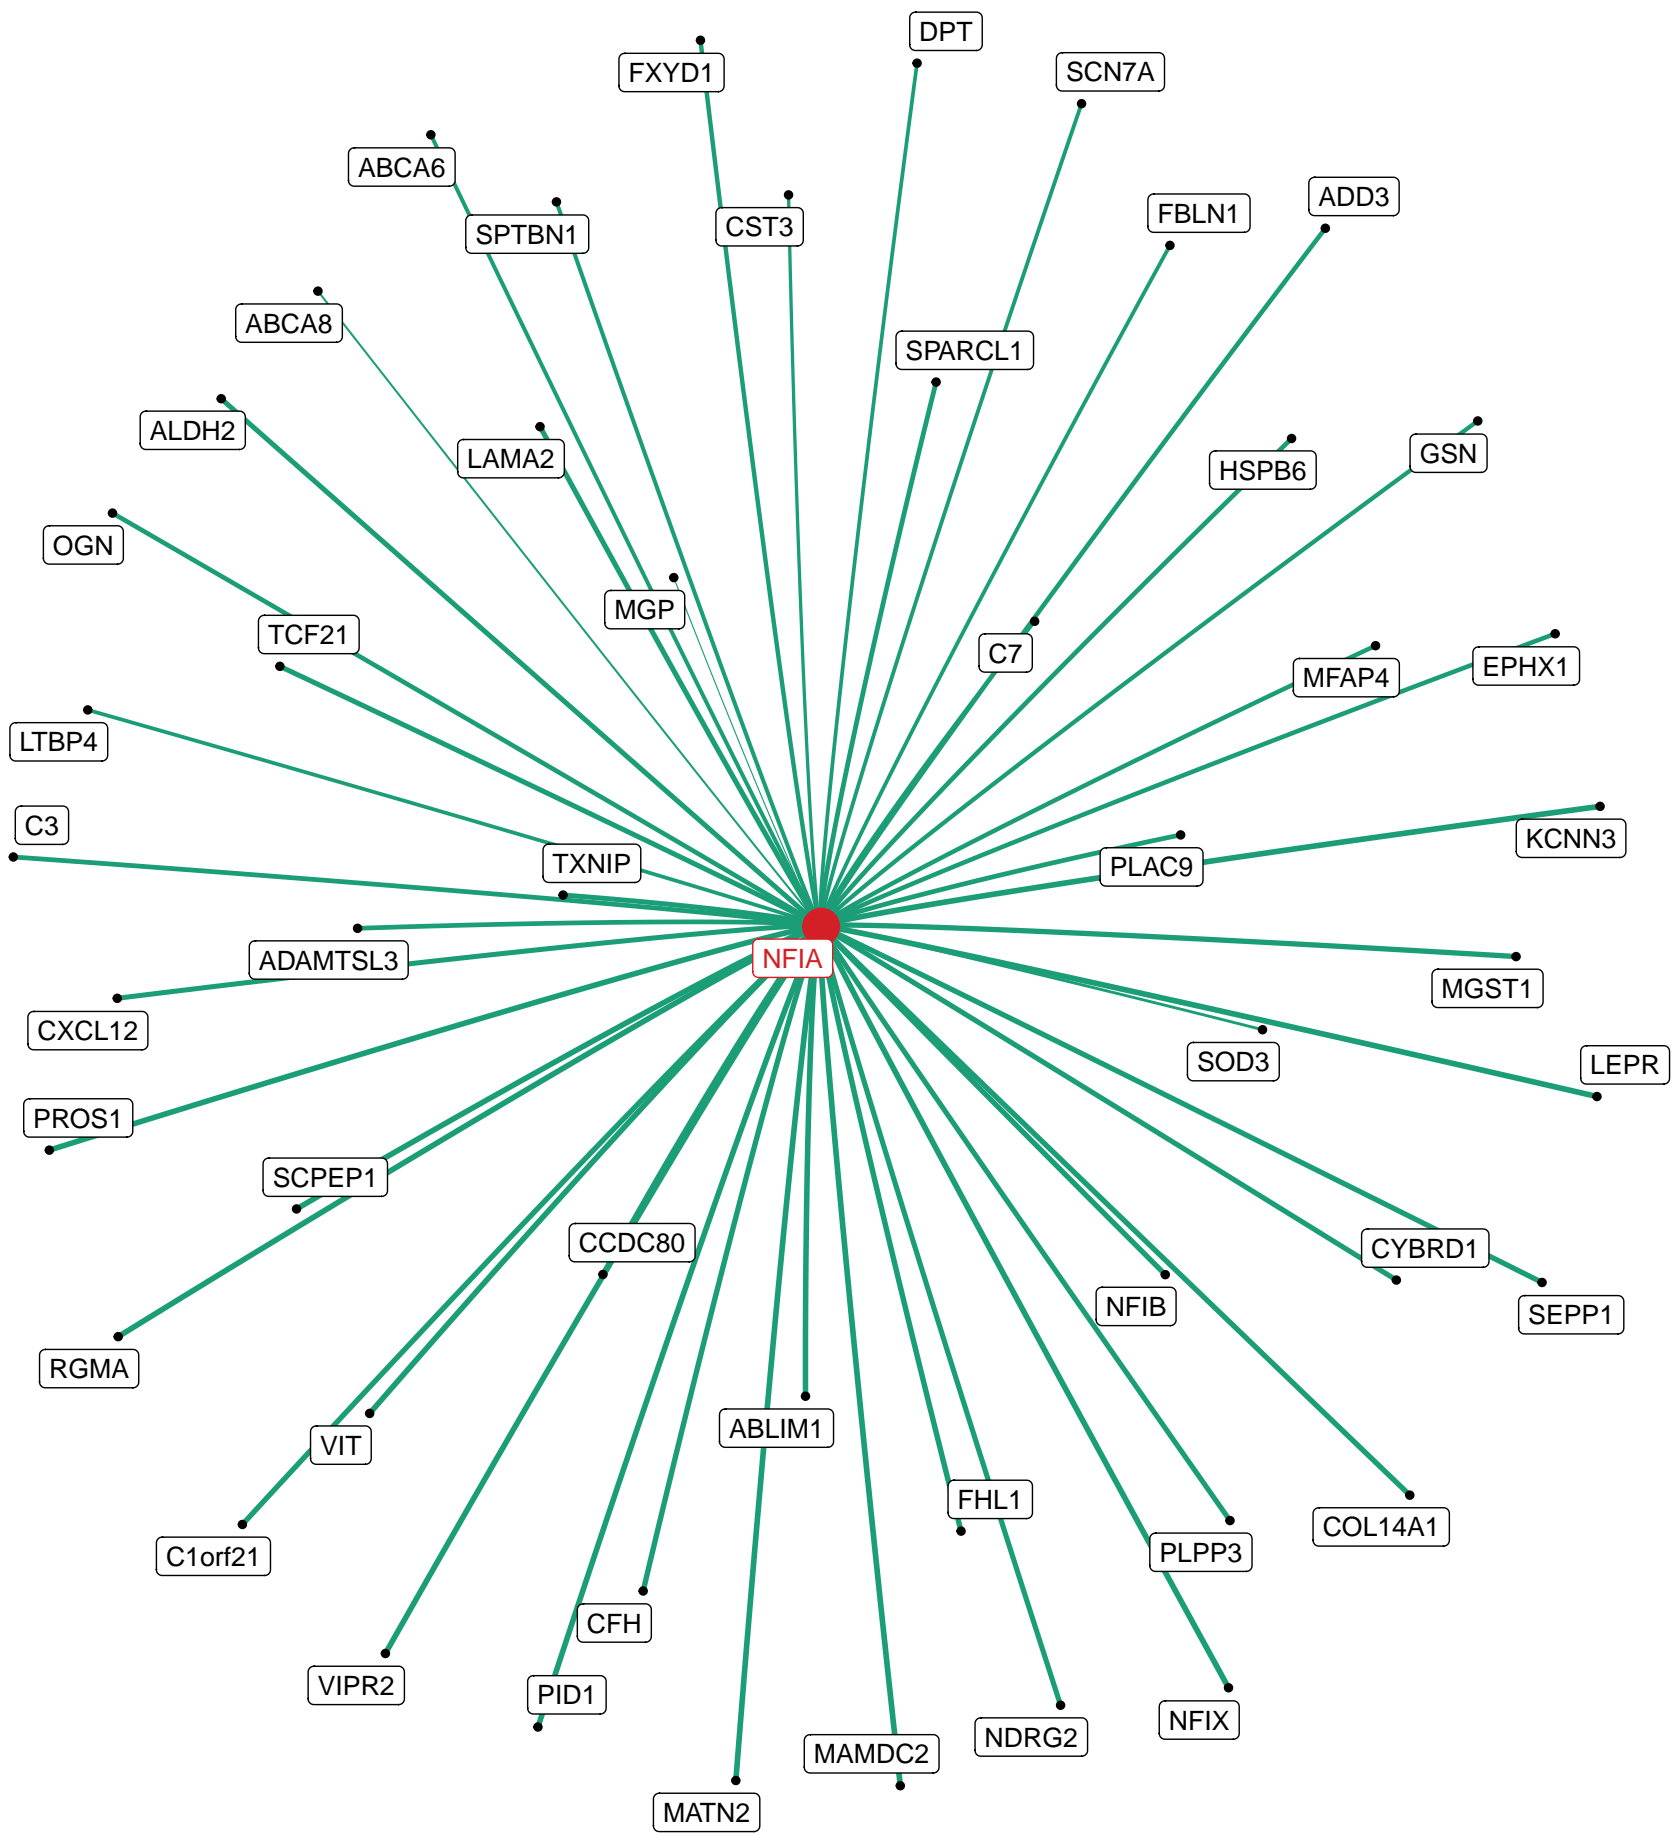 DPT
FXYD1
SCN7A
ABCA6
ADD3
FBLN1
CST3
SPTBN1
ABCA8
SPARCL1
ALDH2
GSN
LAMA2
HSPB6
OGN
MGP
TCF21
C7
EPHX1
MFAP4
LTBP4
C3
KCNN3
TXNIP
PLAC9
NFIA
ADAMTSL3
MGST1
CXCL12
SOD3
LEPR
PROS1
SCPEP1
CCDC80
CYBRD1
NFIB
SEPP1
RGMA
ABLIM1
VIT
FHL1
COL14A1
PLPP3
C1orf21
CFH
VIPR2
PID1
NFIX
NDRG2
MAMDC2
MATN2